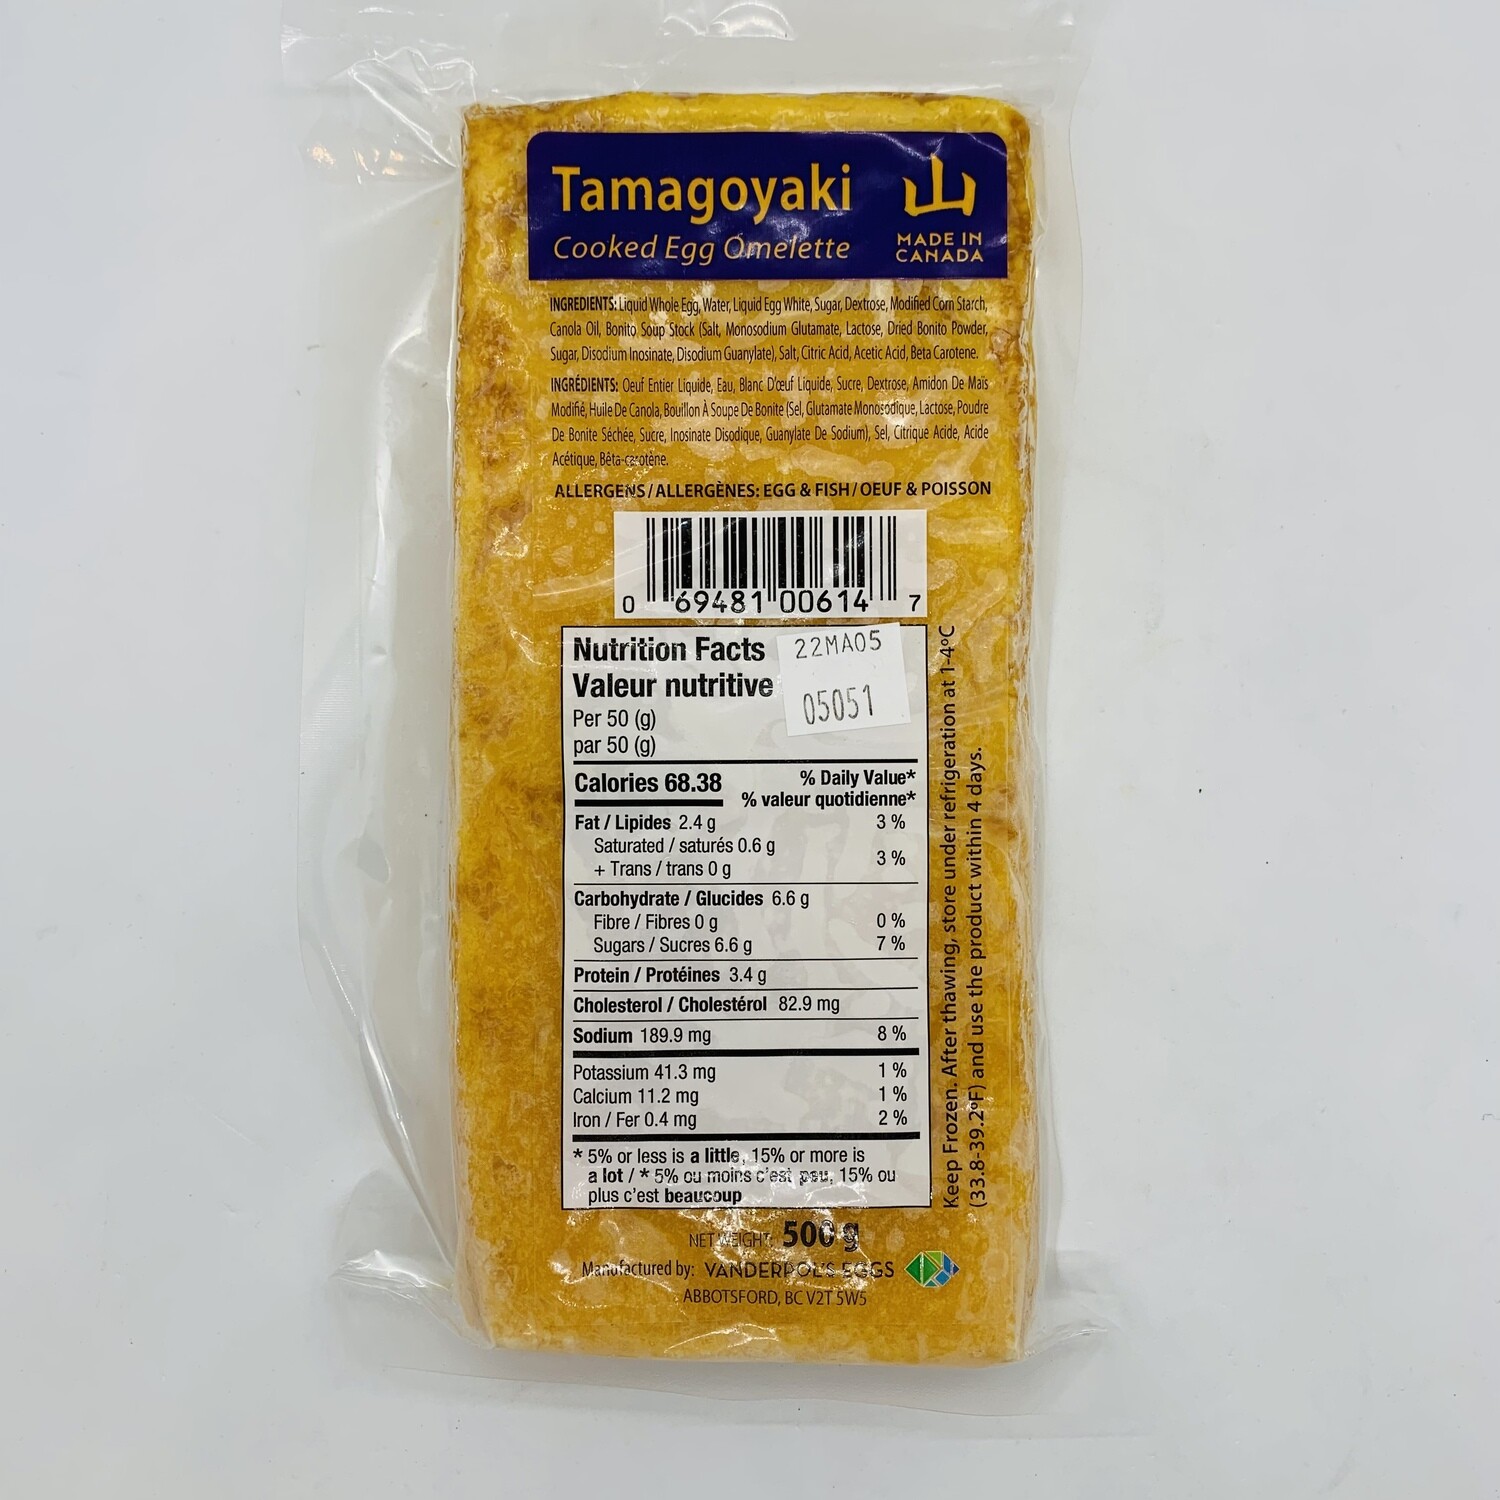 Tamagoyaki
Cooked Egg Omelette
山
MADE IN
CANADA
INGREDIENTS: Liquid Whole Egg, Water, Liquid Egg White, Sugar, Dextrose, Modified Corn Starch,
Canola Oil, Bonito Soup Stock (Salt, Monosodium Glutamate, Lactose, Dried Bonito Powder,
Sugar, Disodium Inosinate, Disodium Guanylate), Salt, Citric Acid, Acetic Acid, Beta Carotene.
INGRÉDIENTS: Oeuf Entier Liquide, Eau, Blanc D'œuf Liquide, Sucre, Dextrose, Amidon De Maïs
Modifié, Huile De Canola, Bouillon À Soupe De Bonite (Sel, Glutamate Monosodique, Lactose, Poudre
De Bonite Séchée, Sucre, Inosinate Disodique, Guanylate De Sodium), Sel, Citrique Acide, Acide
Acétique, Bêta-carotène.
ALLERGENS/ALLERGÈNES: EGG & FISH/OEUF & POISSON
0 69481 00614 7
Nutrition Facts
Valeur nutritive
22MA05
05051
Per 50 (g)
par 50 (g)
Calories 68.38
% Daily Value*
% valeur quotidienne*
Fat / Lipides 2.4 g 3 %
Saturated / saturés 0.6 g
+ Trans / trans 0 g 3 %
Carbohydrate / Glucides 6.6 g
Fibre / Fibres 0 g 0 %
Sugars / Sucres 6.6 g 7 %
Protein / Protéines 3.4 g
Cholesterol / Cholestérol 82.9 mg
Sodium 189.9 mg 8 %
Potassium 41.3 mg 1 %
Calcium 11.2 mg 1 %
Iron / Fer 0.4 mg 2 %
* 5% or less is a little, 15% or more is
a lot / * 5% ou moins c'est peu, 15% ou
plus c'est beaucoup
Keep Frozen. After thawing, store under refrigeration at 1-4ºC
(33.8-39.2ºF) and use the product within 4 days.
NET WEIGHT: 500 g
Manufactured by: VANDERPOL'S EGGS
ABBOTSFORD, BC V2T 5W5